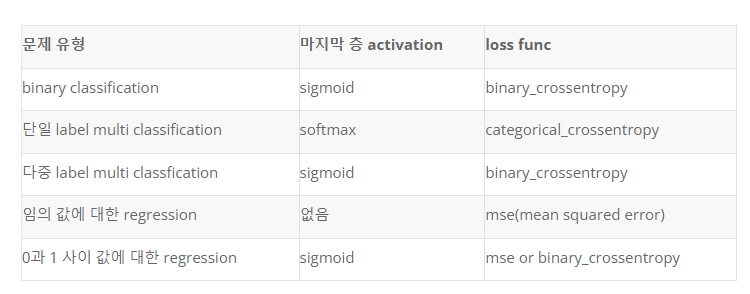 문제 유형 마지막 층 activation loss func
binary classification sigmoid binary_crossentropy
단일 label multi classification softmax categorical_crossentropy
다중 label multi classfication sigmoid binary_crossentropy
임의 값에 대한 regression 없음 mse(mean squared error)
0과 1 사이 값에 대한 regression sigmoid mse or binary_crossentropy